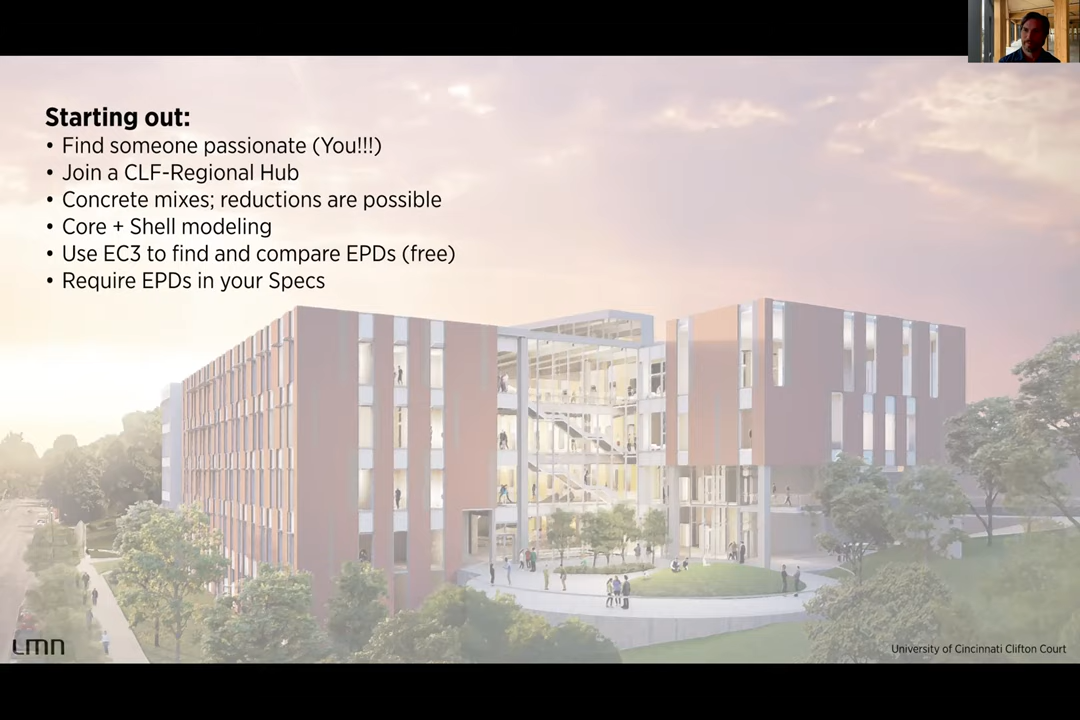 Starting out:
• Find someone passionate (You!!!)
• Join a CLF-Regional Hub
• Concrete mixes; reductions are possible
• Core + Shell modeling
• Use EC3 to find and compare EPDs (free)
• Require EPDs in your Specs
LMN
University of Cincinnati Clifton Court